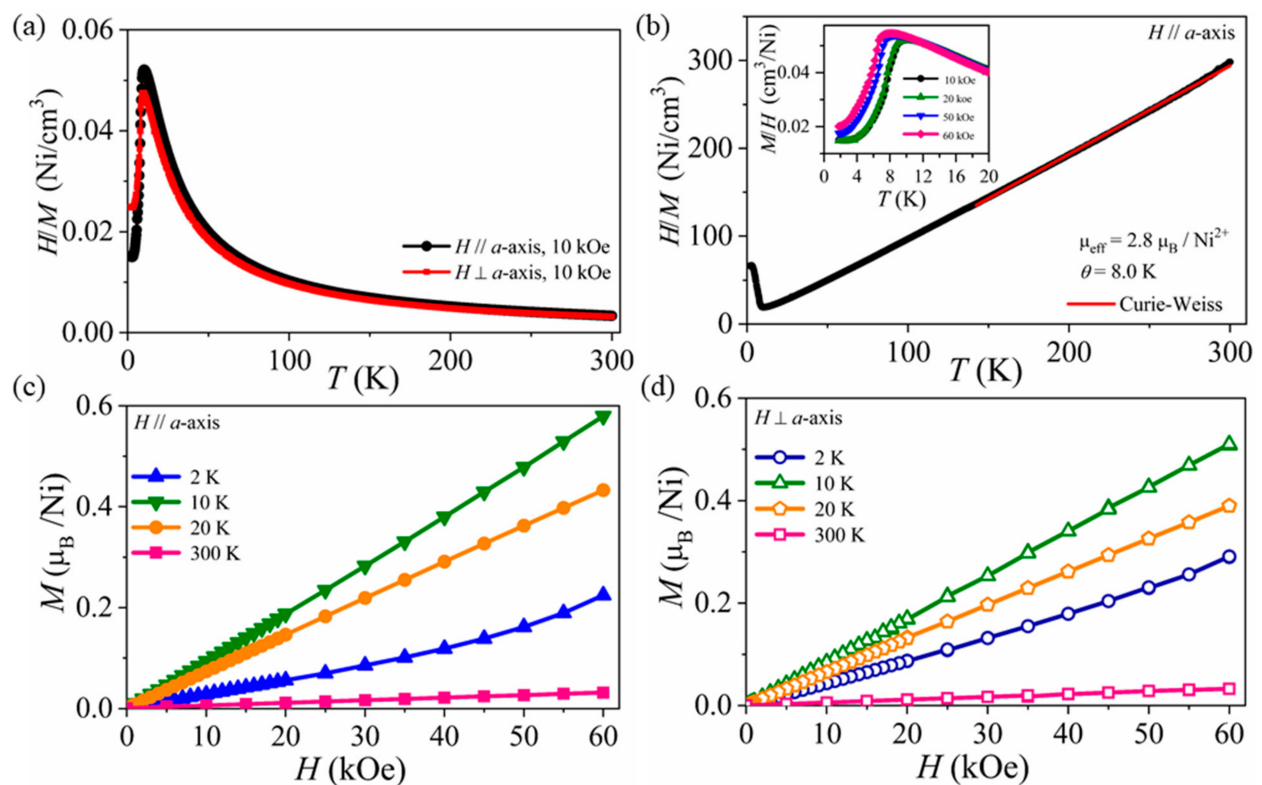 (a)
0.06
0.04
0.02
0.00
H/M (Ni/cm³)
H // a-axis, 10 kOe
H ⊥ a-axis, 10 kOe
0 100 200 300
T (K)
(b)
300
200
100
0
H/M (Ni/cm³)
H // a-axis
M/H (cm³/Ni)
0.04
0.02
10 kOe
20 koe
50 kOe
60 kOe
0 4 8 12 16 20
T (K)
μeff = 2.8 μB / Ni²⁺
θ = 8.0 K
Curie-Weiss
0 100 200 300
T (K)
(c)
0.6
0.4
0.2
0.0
M (μB /Ni)
H // a-axis
2 K
10 K
20 K
300 K
0 10 20 30 40 50 60
H (kOe)
(d)
0.6
0.4
0.2
0.0
M (μB /Ni)
H ⊥ a-axis
2 K
10 K
20 K
300 K
0 10 20 30 40 50 60
H (kOe)